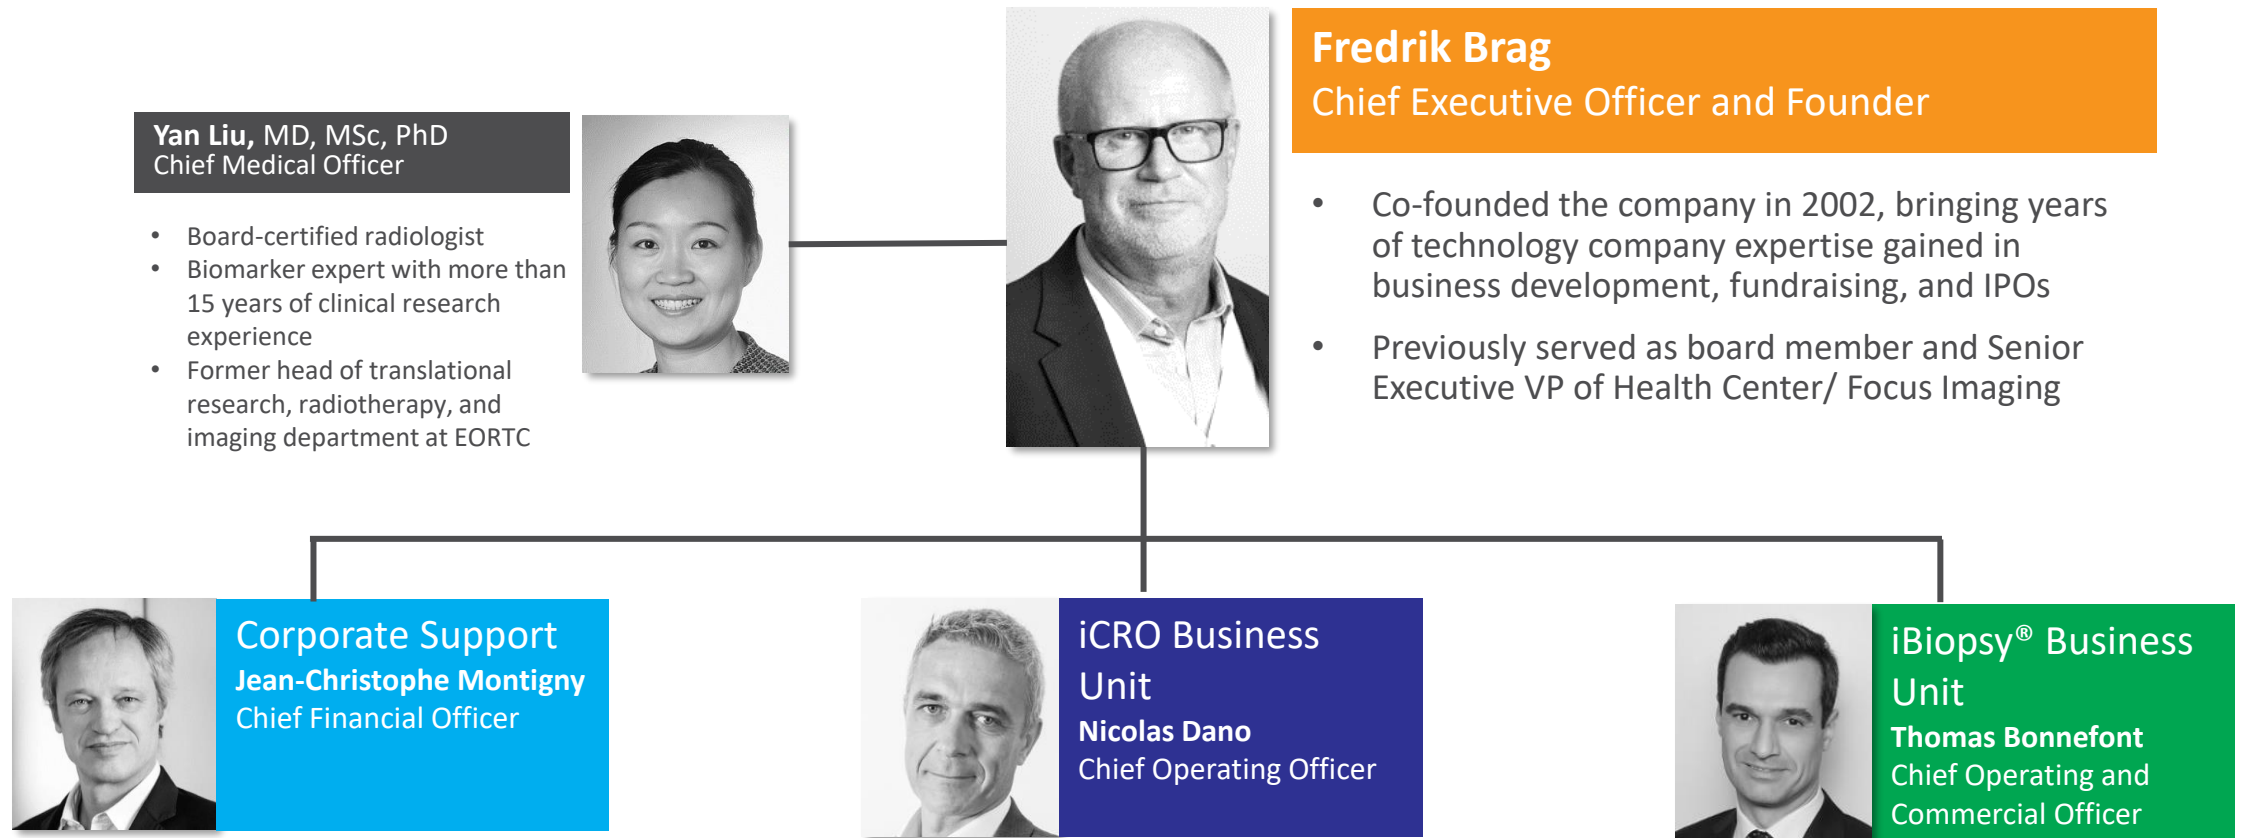 Fredrik Brag
Chief Executive Officer and Founder
Yan Liu, MD, MSc, PhD
Chief Medical Officer
• Board-certified radiologist
• Biomarker expert with more than
15 years of clinical research
experience
• Former head of translational
research, radiotherapy, and
imaging department at EORTC
• Co-founded the company in 2002, bringing years
of technology company expertise gained in
business development, fundraising, and IPOs
• Previously served as board member and Senior
Executive VP of Health Center/ Focus Imaging
Corporate Support
Jean-Christophe Montigny
Chief Financial Officer
iCRO Business
Unit
Nicolas Dano
Chief Operating Officer
iBiopsy® Business
Unit
Thomas Bonnefont
Chief Operating and
Commercial Officer